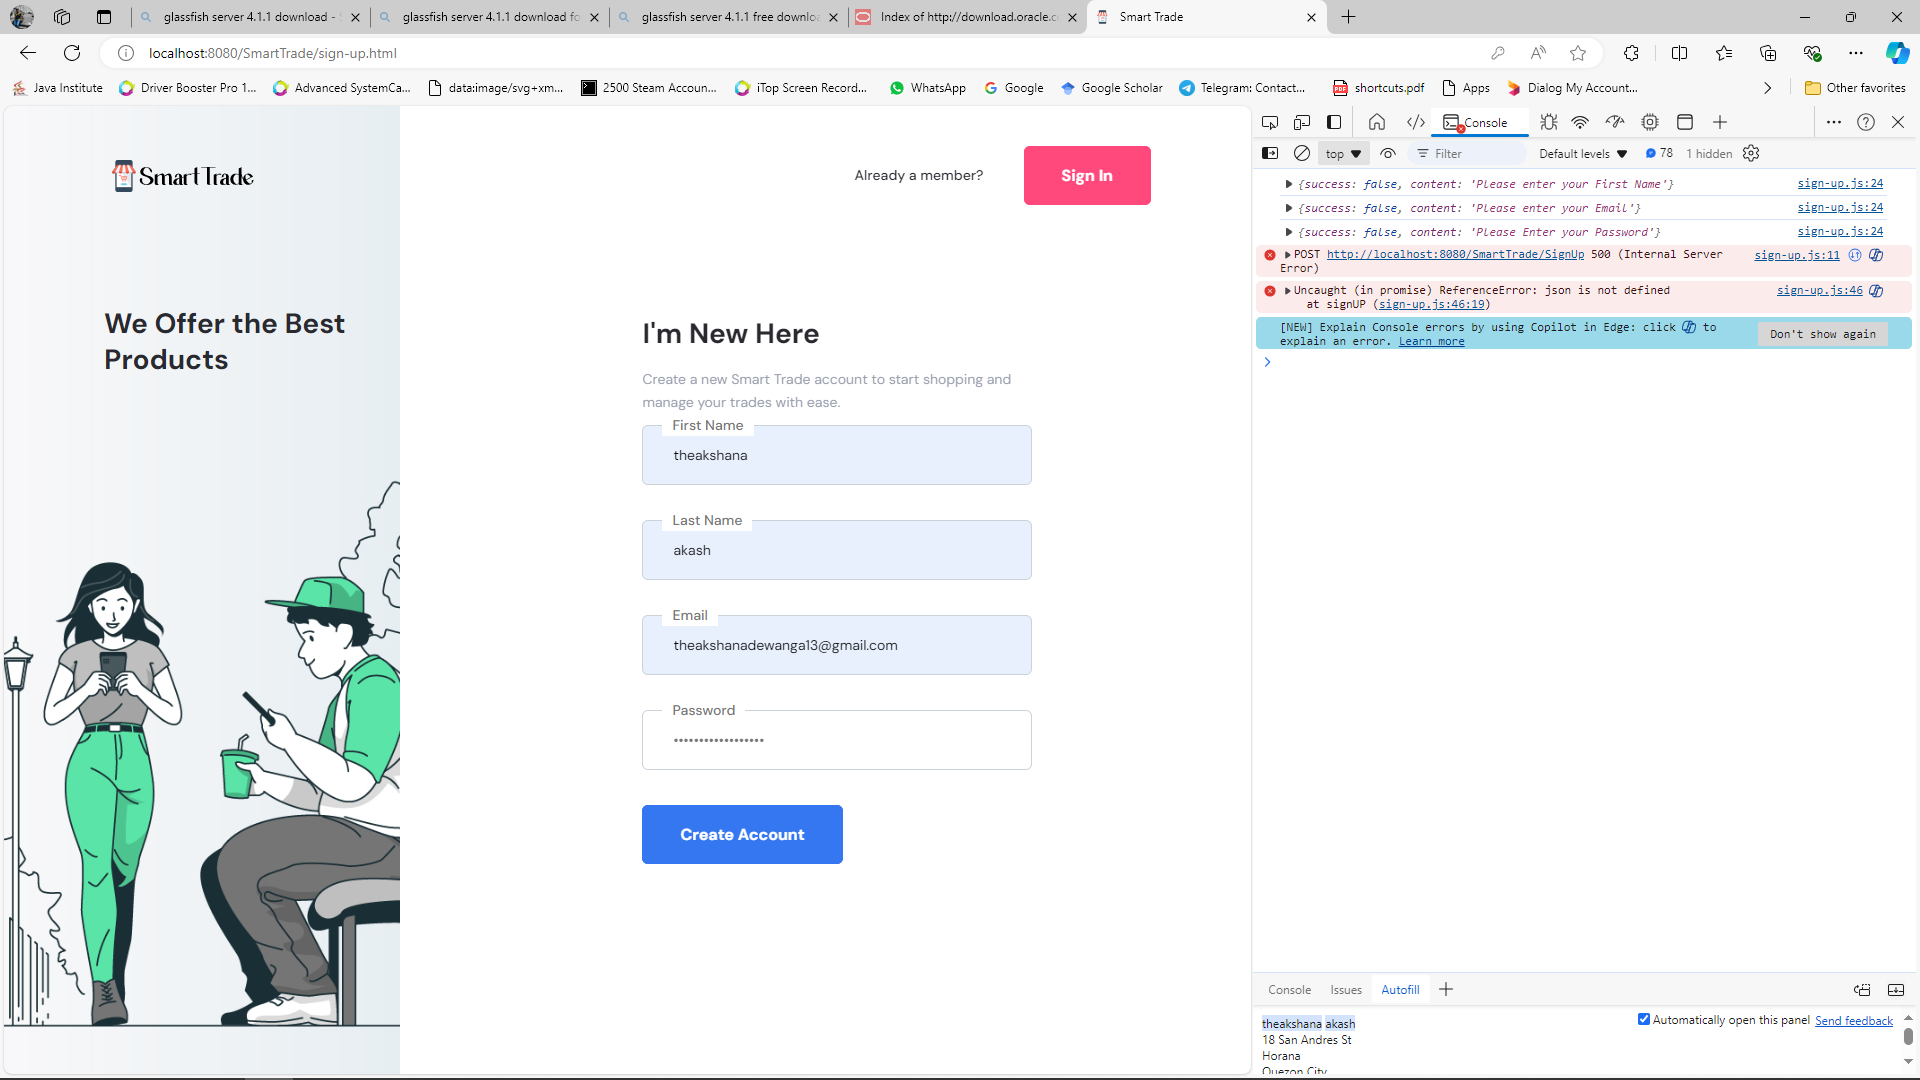 glassfish server 4.1.1 download -
glassfish server 4.1.1 download fo
glassfish server 4.1.1 free downlo
Index of http://download.oracle.c
Smart Trade
localhost:8080/SmartTrade/sign-up.html
Java Institute
Driver Booster Pro 1...
Advanced SystemCa...
data:image/svg+xm...
2500 Steam Accoun...
iTop Screen Record...
WhatsApp
Google
Google Scholar
Telegram: Contact...
shortcuts.pdf
Apps
Dialog My Account...
Other favorites
Smart Trade
Already a member?
Sign In
We Offer the Best
Products
I'm New Here
Create a new Smart Trade account to start shopping and
manage your trades with ease.
First Name
theakshana
Last Name
akash
Email
theakshanadewanga13@gmail.com
Password
••••••••••••••••••
Create Account
Console
top
Filter
Default levels
78
1 hidden
{success: false, content: 'Please enter your First Name'} sign-up.js:24
{success: false, content: 'Please enter your Email'} sign-up.js:24
{success: false, content: 'Please Enter your Password'} sign-up.js:24
POST http://localhost:8080/SmartTrade/SignUp 500 (Internal Server sign-up.js:11
Error)
Uncaught (in promise) ReferenceError: json is not defined sign-up.js:46
at signUP (sign-up.js:46:19)
[NEW] Explain Console errors by using Copilot in Edge: click to
explain an error. Learn more
Don't show again
Console Issues Autofill
theakshana akash
Automatically open this panel Send feedback
18 San Andres St
Horana
Quezon City